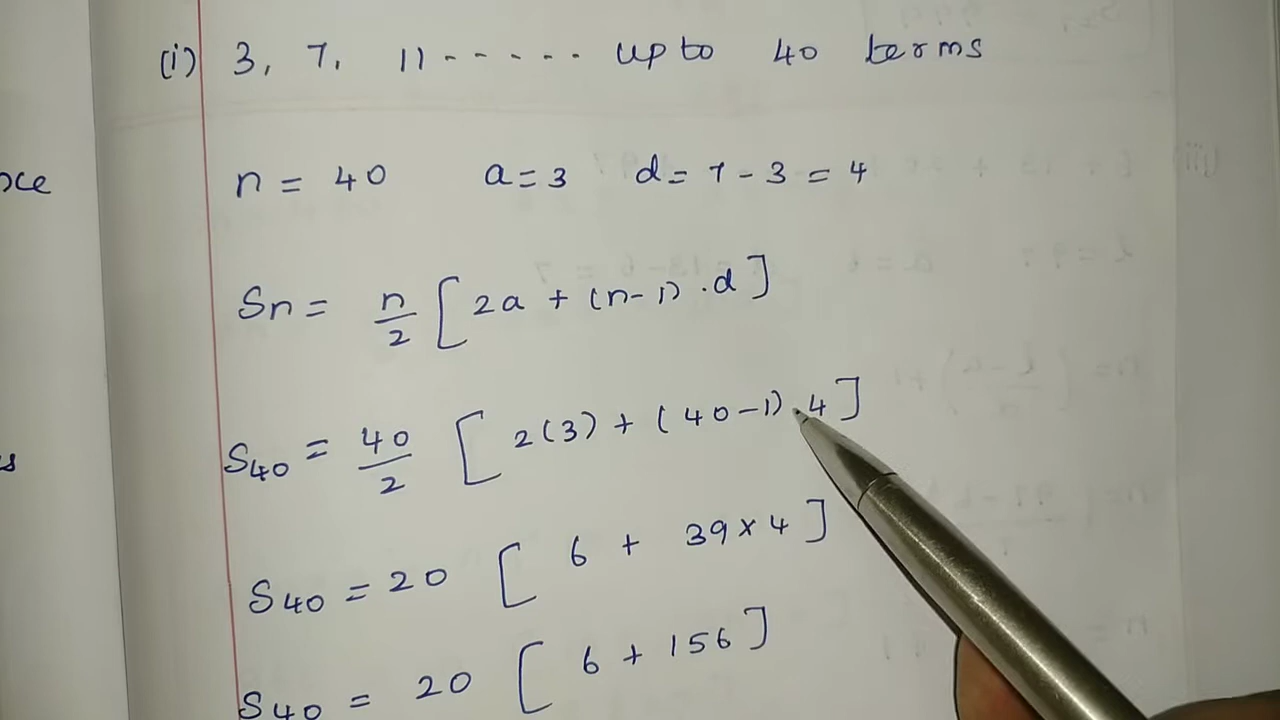 (i) 3, 7, 11 ------ up to 40 terms
n = 40 a = 3 d = 7 - 3 = 4
Sn = n/2 [2a + (n-1) . d]
S40 = 40/2 [2(3) + (40-1) 4]
S40 = 20 [6 + 39 x 4]
S40 = 20 [6 + 156]